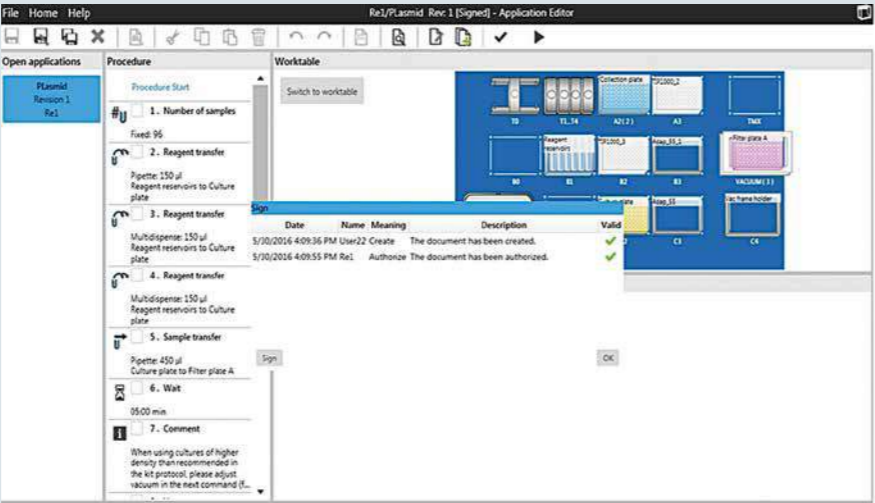 File Home Help
Re1/PLasmid Rev: 1 [Signed] - Application Editor
Open applications
PLasmid
Revision 1
Re1
Procedure
Procedure Start
1. Number of samples
Fixed: 96
2. Reagent transfer
Pipette: 150 µl
Reagent reservoirs to Culture
plate
3. Reagent transfer
Multidispense: 150 µl
Reagent reservoirs to Culture
plate
4. Reagent transfer
Multidispense: 150 µl
Reagent reservoirs to Culture
plate
5. Sample transfer
Pipette: 450 µl
Culture plate to Filter plate A
6. Wait
05:00 min
7. Comment
When using cultures of higher
density than recommended in
the kit protocol, please adjust
vacuum in the next command (f...
Worktable
Switch to worktable
Collection plate
TX1000_2
T0
T1..T4
A2(2)
A3
TMX
Reagent
reservoirs
Adap_SS_1
Filter plate A
B0
B1
B2
B3
VACUUM(3)
Adap_SS
Vac frame holder
2
C3
C4
Sign
Date Name Meaning Description Valid
5/30/2016 4:09:36 PM User22 Create The document has been created.
5/30/2016 4:09:55 PM Re1 Authorize The document has been authorized.
Sign
OK